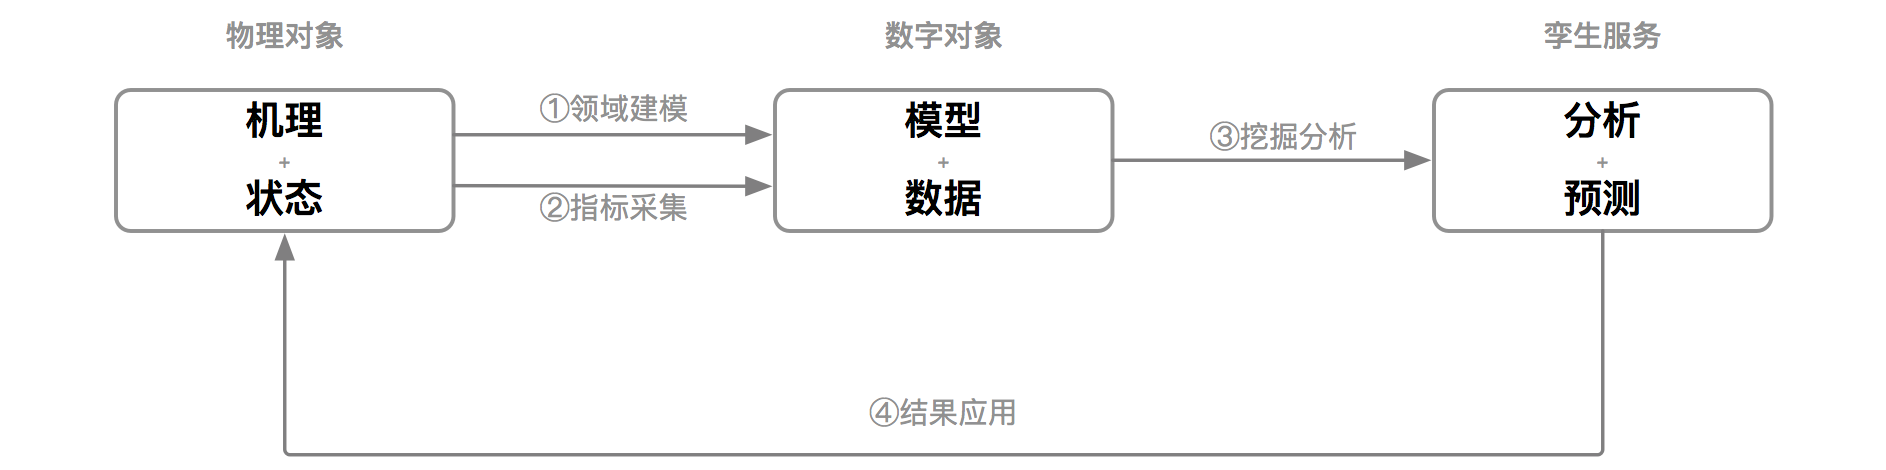 物理对象
数字对象
孪生服务
机理
+
状态
①领域建模
②指标采集
模型
+
数据
③挖掘分析
分析
+
预测
④结果应用